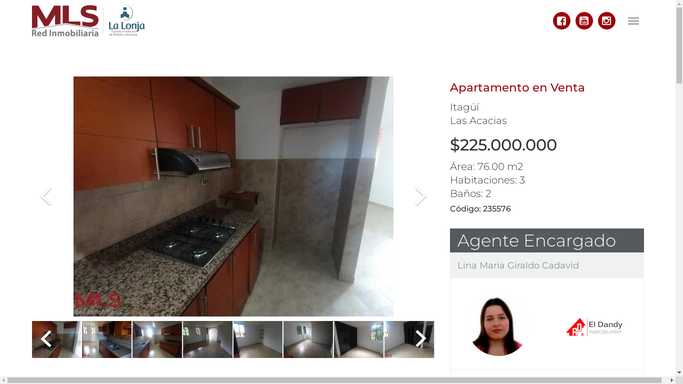 MLS
Red Inmobiliaria
La Lonja
Apartamento en Venta
Itagüí
Las Acacias
$225.000.000
Área: 76.00 m2
Habitaciones: 3
Baños: 2
Código: 235576
Agente Encargado
Lina Maria Giraldo Cadavid
El Dandy
MLS